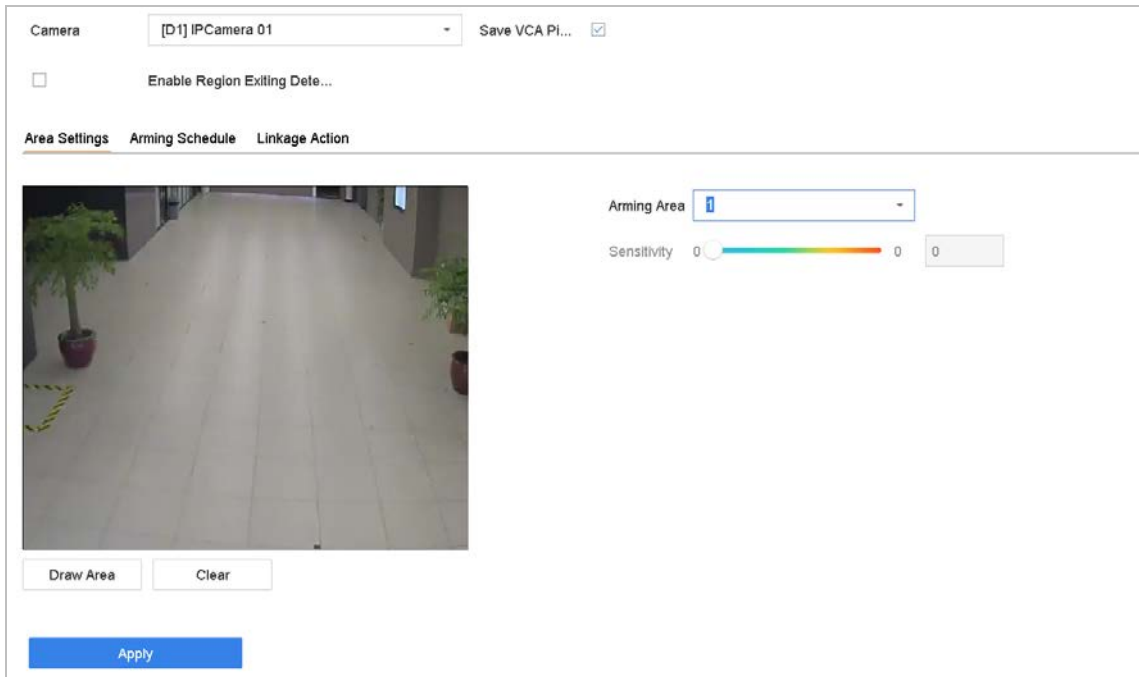 Camera [D1] IPCamera 01 Save VCA Pi...
Enable Region Exiting Dete...
Area Settings Arming Schedule Linkage Action
Arming Area 1
Sensitivity 0 0 0
Draw Area Clear
Apply